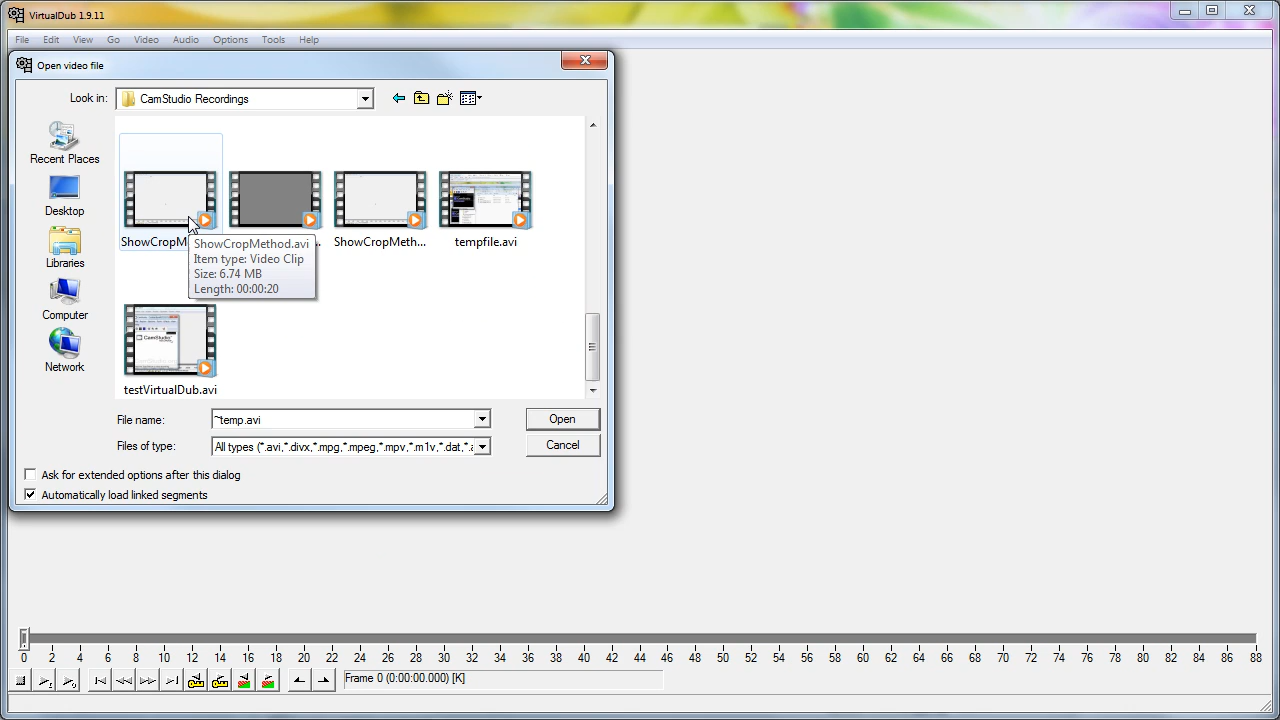 VirtualDub 1.9.11
File Edit View Go Video Audio Options Tools Help
Open video file
Look in: CamStudio Recordings
Recent Places
Desktop
Libraries
Computer
Network
ShowCropM
ShowCropMeth...
tempfile.avi
ShowCropMethod.avi
Item type: Video Clip
Size: 6.74 MB
Length: 00:00:20
testVirtualDub.avi
File name: ~temp.avi Open
Files of type: All types (*.avi,*.divx,*.mpg,*.mpeg,*.mpv,*.m1v,*.dat,*.a Cancel
Ask for extended options after this dialog
Automatically load linked segments
0 2 4 6 8 10 12 14 16 18 20 22 24 26 28 30 32 34 36 38 40 42 44 46 48 50 52 54 56 58 60 62 64 66 68 70 72 74 76 78 80 82 84 86 88
Frame 0 (0:00:00.000) [K]